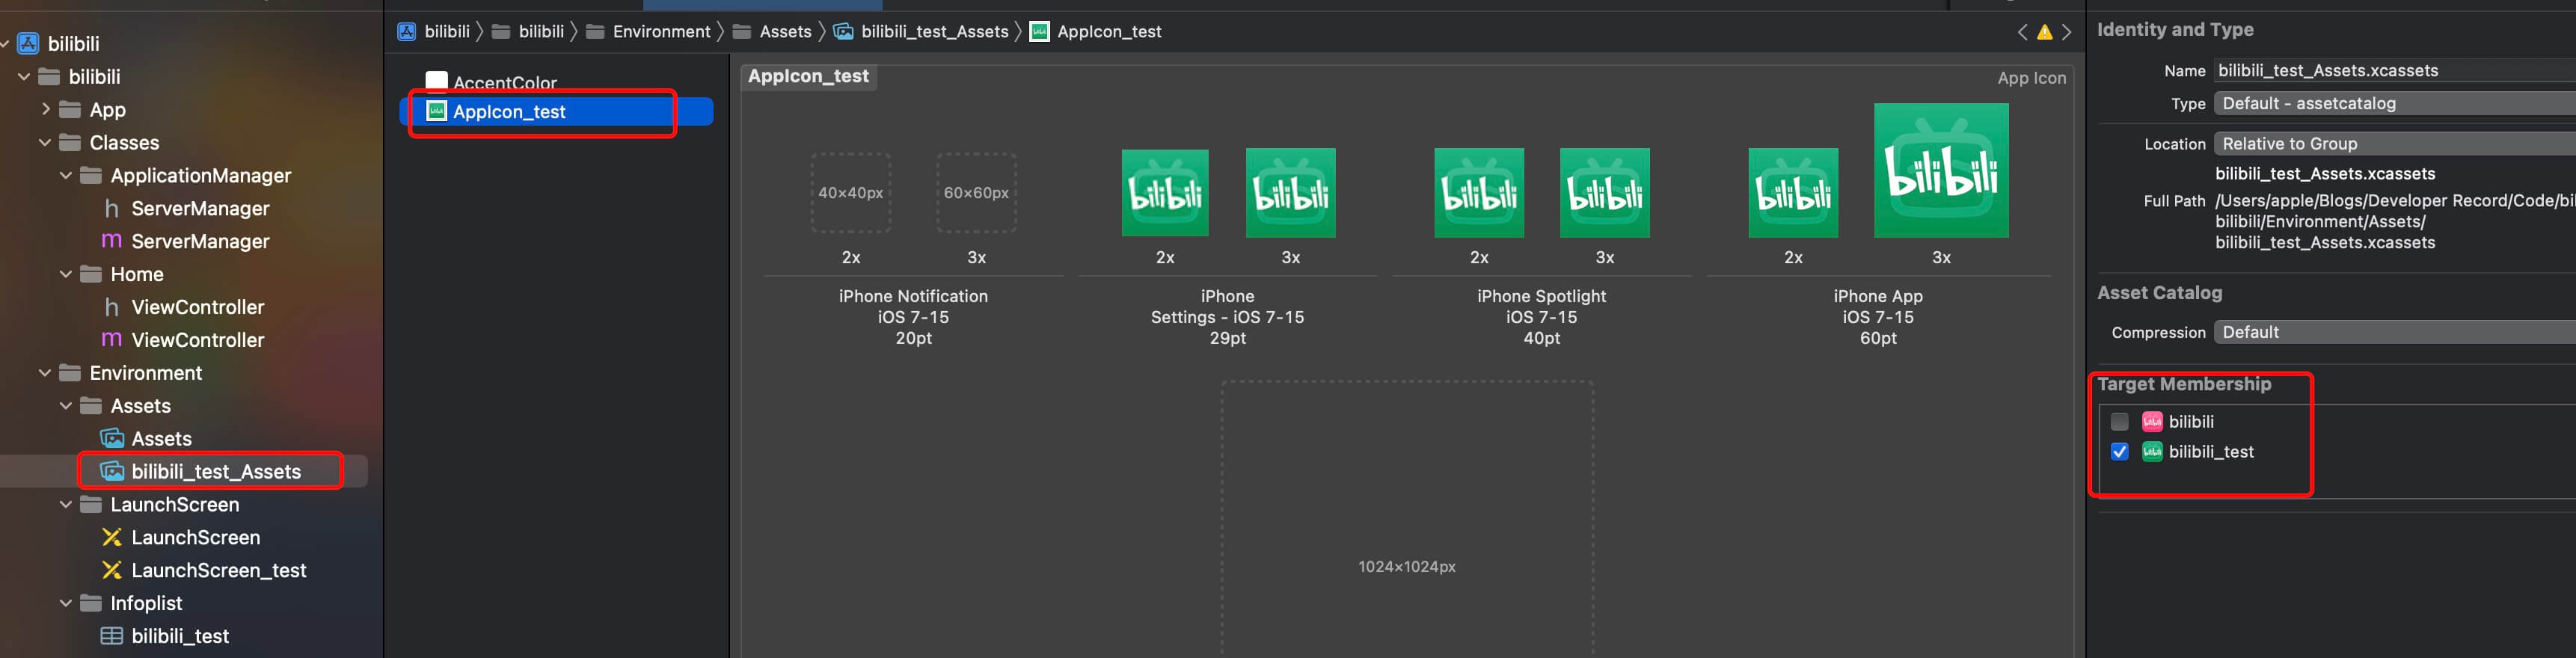 bilibili
bilibili
App
Classes
ApplicationManager
ServerManager
ServerManager
Home
ViewController
ViewController
Environment
Assets
Assets
bilibili_test_Assets
LaunchScreen
LaunchScreen
LaunchScreen_test
Infoplist
bilibili_test
bilibili
bilibili
Environment
Assets
bilibili_test_Assets
AppIcon_test
AccentColor
AppIcon_test
AppIcon_test
App Icon
40×40px
60×60px
bilibili
bilibili
bilibili
bilibili
bilibili
bilibili
2x
3x
2x
3x
2x
3x
2x
3x
iPhone Notification
iOS 7-15
20pt
iPhone
Settings - iOS 7-15
29pt
iPhone Spotlight
iOS 7-15
40pt
iPhone App
iOS 7-15
60pt
1024×1024px
Identity and Type
Name bilibili_test_Assets.xcassets
Type Default - assetcatalog
Location Relative to Group
bilibili_test_Assets.xcassets
Full Path /Users/apple/Blogs/Developer Record/Code/bil
bilibili/Environment/Assets/
bilibili_test_Assets.xcassets
Asset Catalog
Compression Default
Target Membership
bilibili
bilibili_test